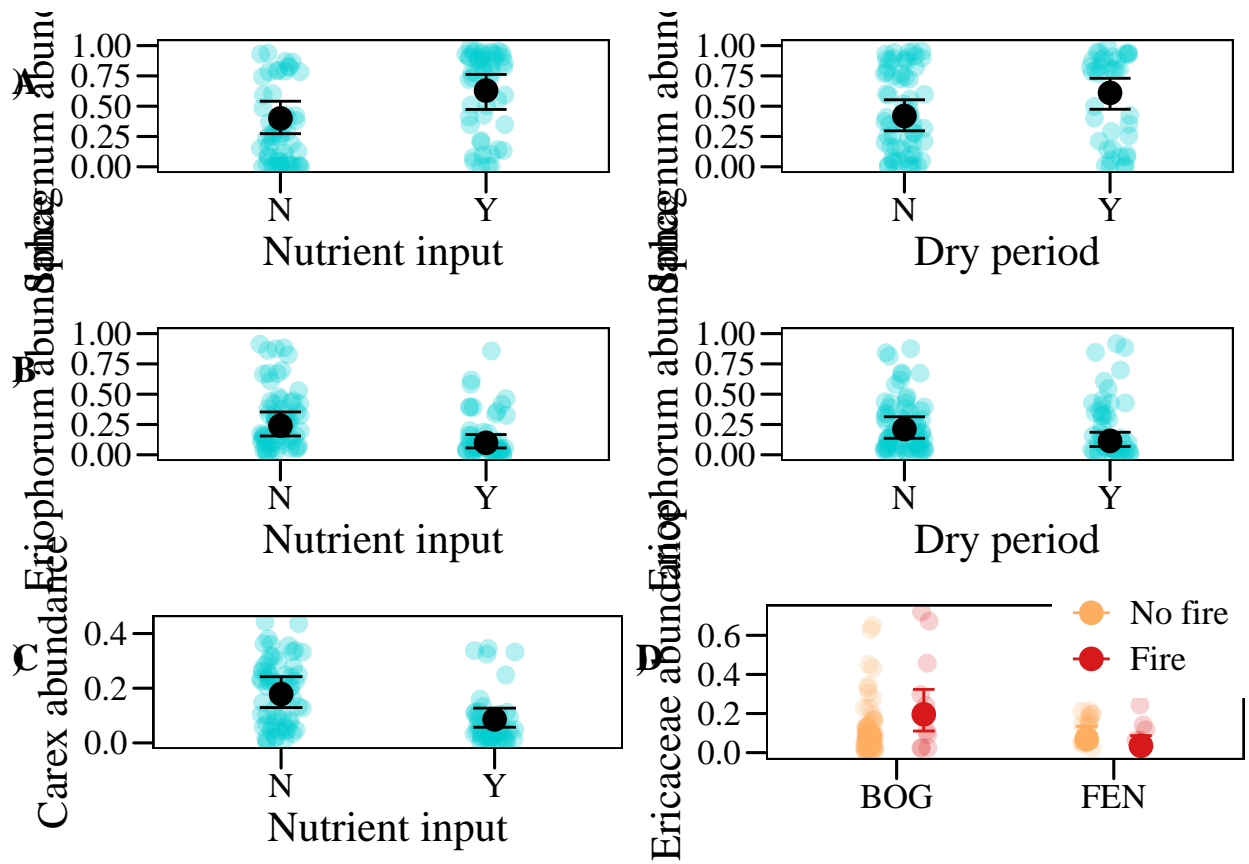 A)
Sphagnum
1.00
0.75
0.50
0.25
0.00
N
Y
Nutrient input
Sphagnum
1.00
0.75
0.50
0.25
0.00
N
Y
Dry period
B)
Eriophorum abundance
1.00
0.75
0.50
0.25
0.00
N
Y
Nutrient input
Eriophorum abundance
1.00
0.75
0.50
0.25
0.00
N
Y
Dry period
C)
Carex abundance
0.4
0.2
0.0
N
Y
Nutrient input
D)
Ericaceae abundance
0.6
0.4
0.2
0.0
BOG
FEN
No fire
Fire